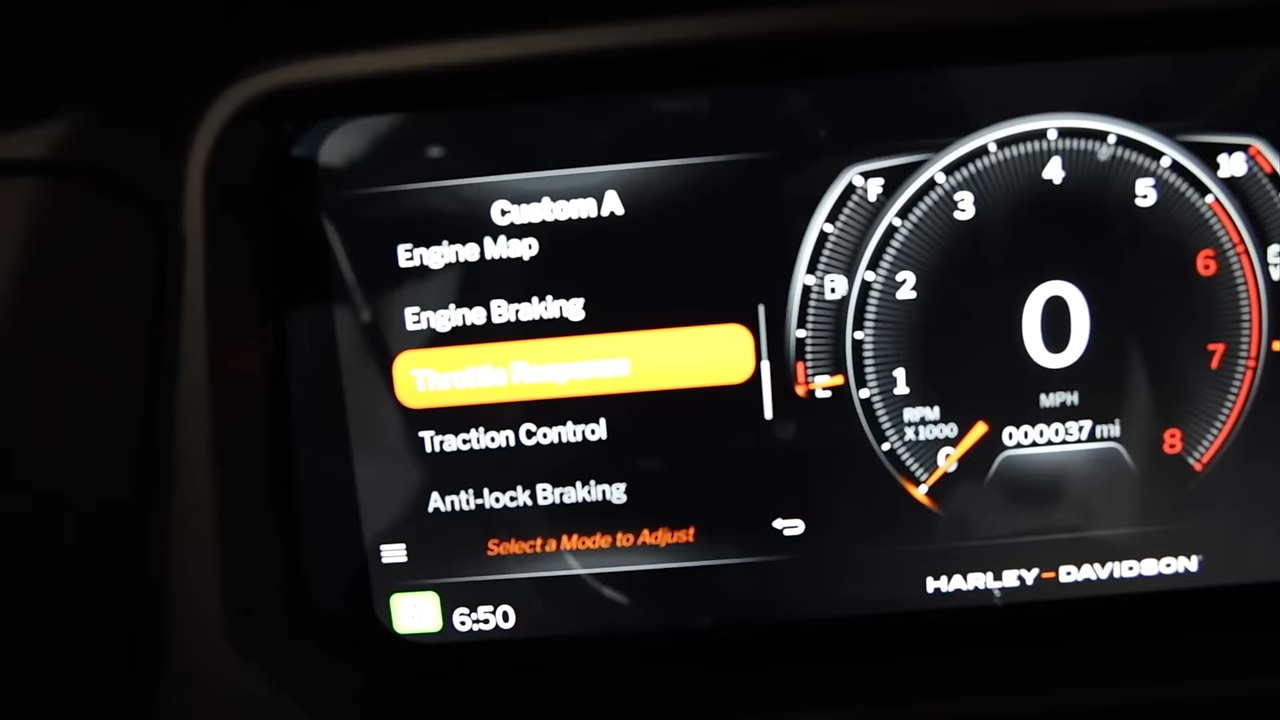 Custom A
Engine Map
Engine Braking
Throttle Response
Traction Control
Anti-lock Braking
Select a Mode to Adjust
6:50
F
E
0
1
2
3
4
5
6
7
8
RPM
X1000
0
MPH
000037 mi
16
HARLEY-DAVIDSON